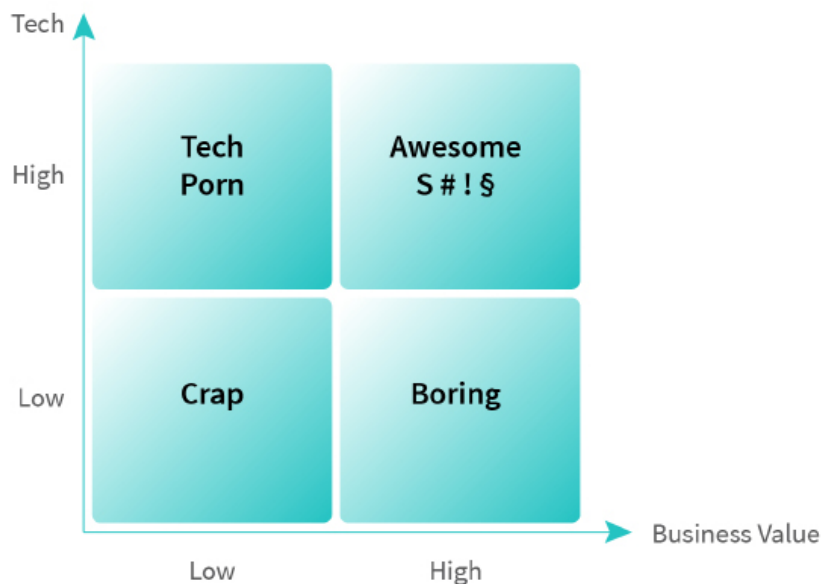 Tech
High
Tech
Porn
Awesome
S # ! §
Low
Crap
Boring
Business Value
Low
High